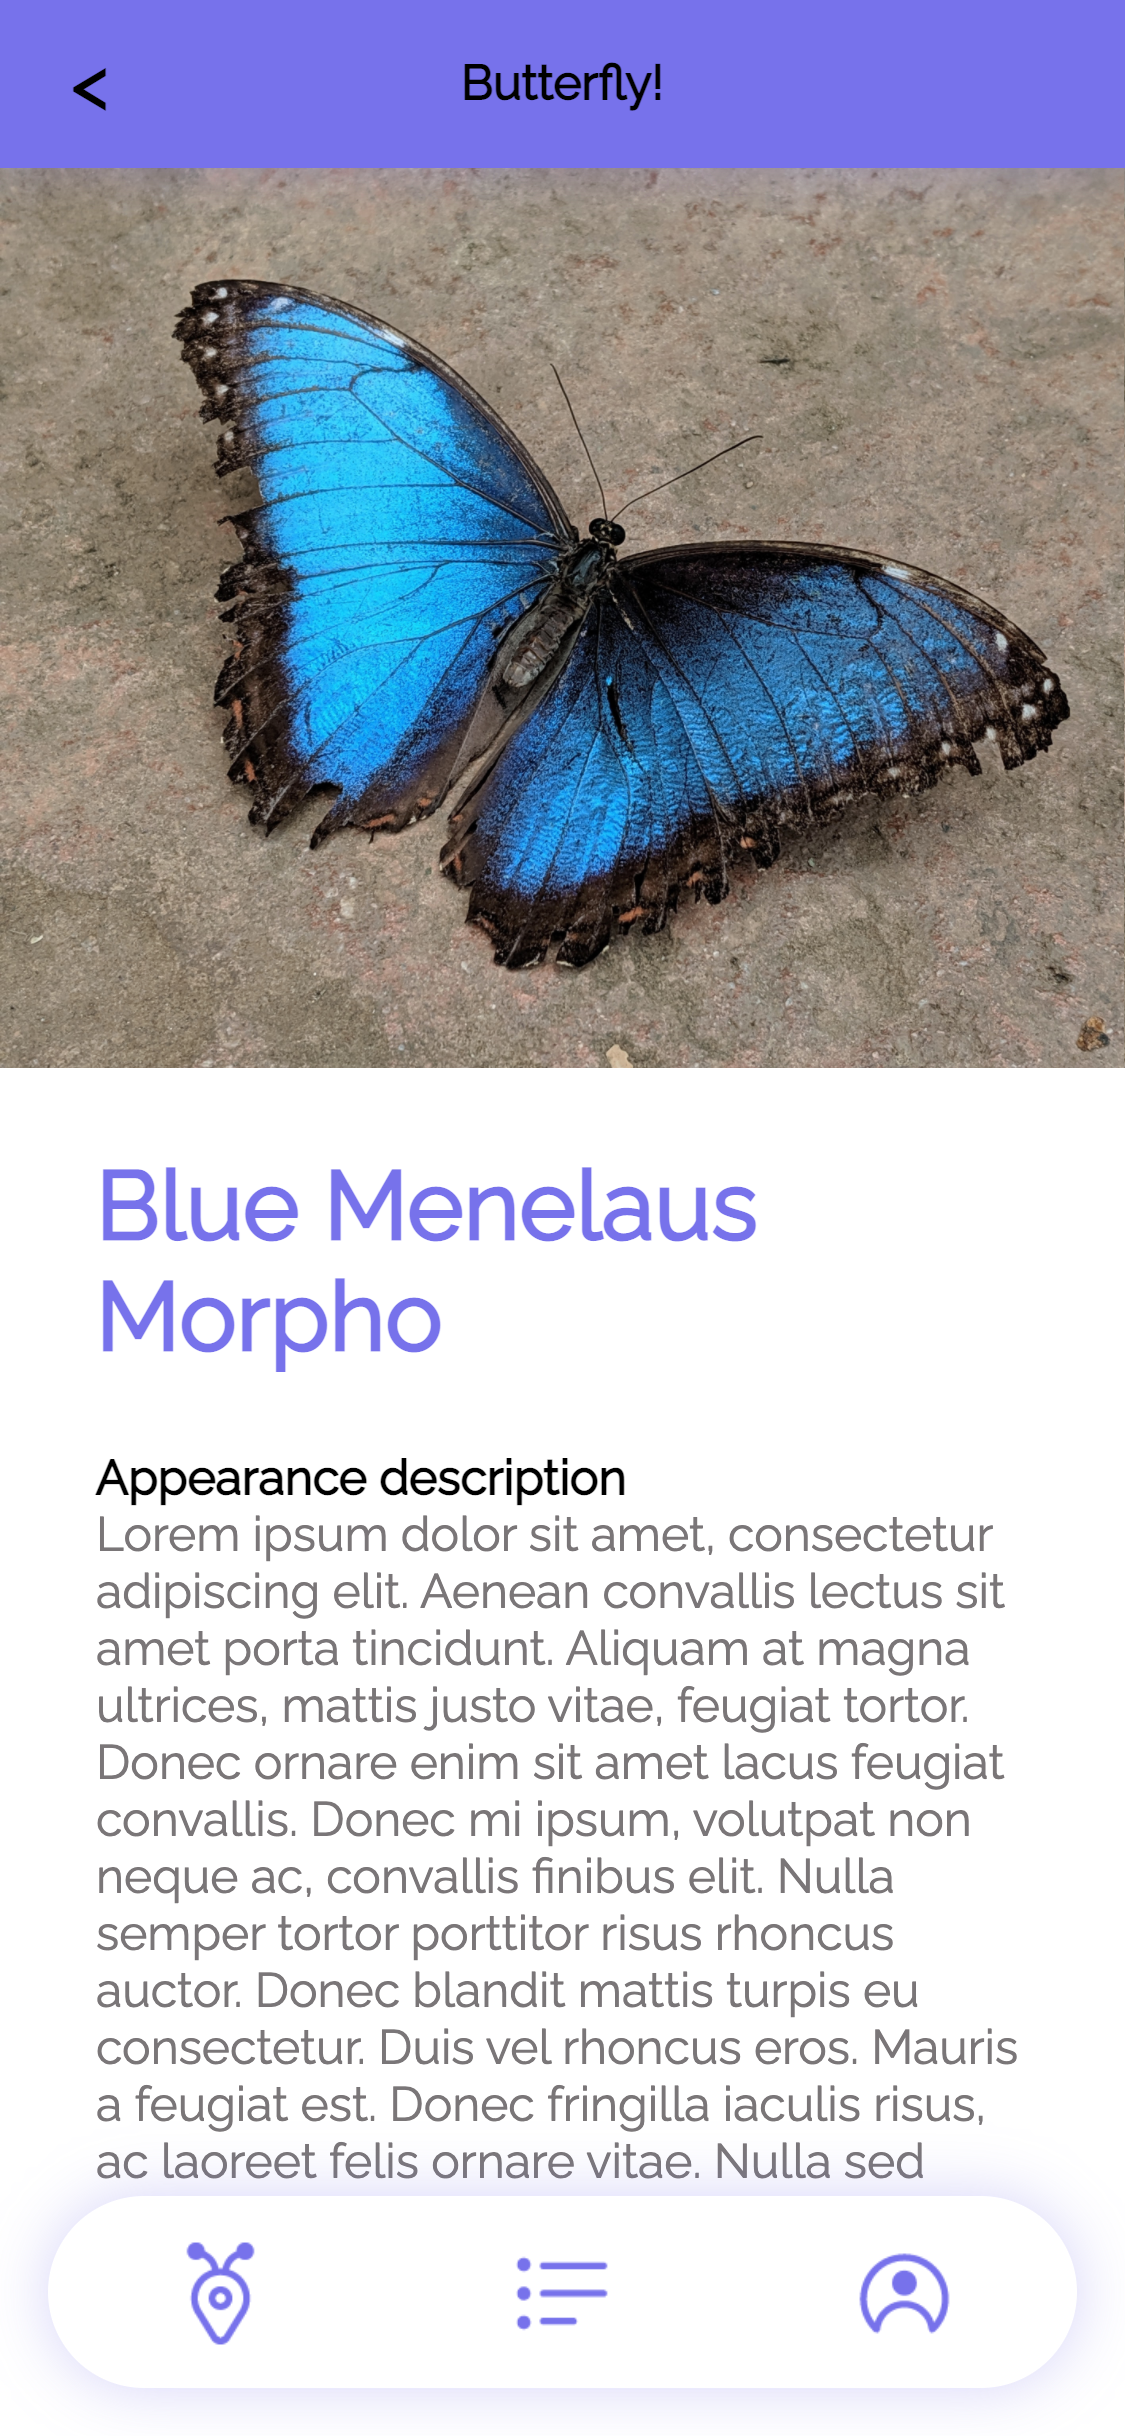 <
Butterfly!
Blue Menelaus
Morpho
Appearance description
Lorem ipsum dolor sit amet, consectetur
adipiscing elit. Aenean convallis lectus sit
amet porta tincidunt. Aliquam at magna
ultrices, mattis justo vitae, feugiat tortor.
Donec ornare enim sit amet lacus feugiat
convallis. Donec mi ipsum, volutpat non
neque ac, convallis finibus elit. Nulla
semper tortor porttitor risus rhoncus
auctor. Donec blandit mattis turpis eu
consectetur. Duis vel rhoncus eros. Mauris
a feugiat est. Donec fringilla iaculis risus,
ac laoreet felis ornare vitae. Nulla sed